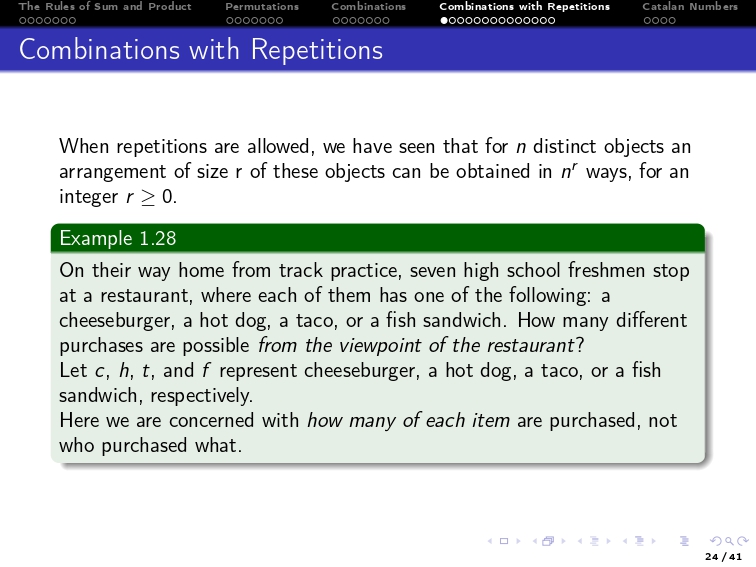 The Rules of Sum and Product Permutations Combinations Combinations with Repetitions Catalan Numbers
Combinations with Repetitions
When repetitions are allowed, we have seen that for n distinct objects an
arrangement of size r of these objects can be obtained in nʳ ways, for an
integer r ≥ 0.
Example 1.28
On their way home from track practice, seven high school freshmen stop
at a restaurant, where each of them has one of the following: a
cheeseburger, a hot dog, a taco, or a fish sandwich. How many different
purchases are possible from the viewpoint of the restaurant?
Let c, h, t, and f represent cheeseburger, a hot dog, a taco, or a fish
sandwich, respectively.
Here we are concerned with how many of each item are purchased, not
who purchased what.
24 / 41